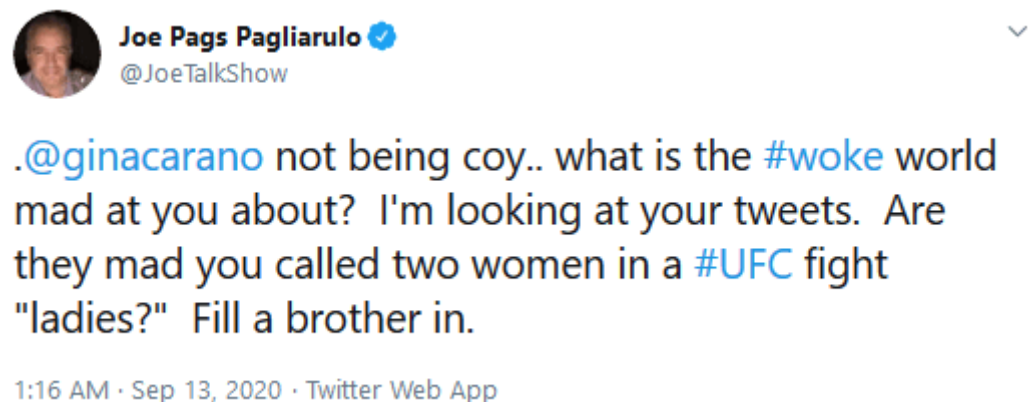 Joe Pags Pagliarulo
@JoeTalkShow
.@ginacarano not being coy.. what is the #woke world
mad at you about?  I'm looking at your tweets.  Are
they mad you called two women in a #UFC fight
"ladies?"  Fill a brother in.
1:16 AM · Sep 13, 2020 · Twitter Web App